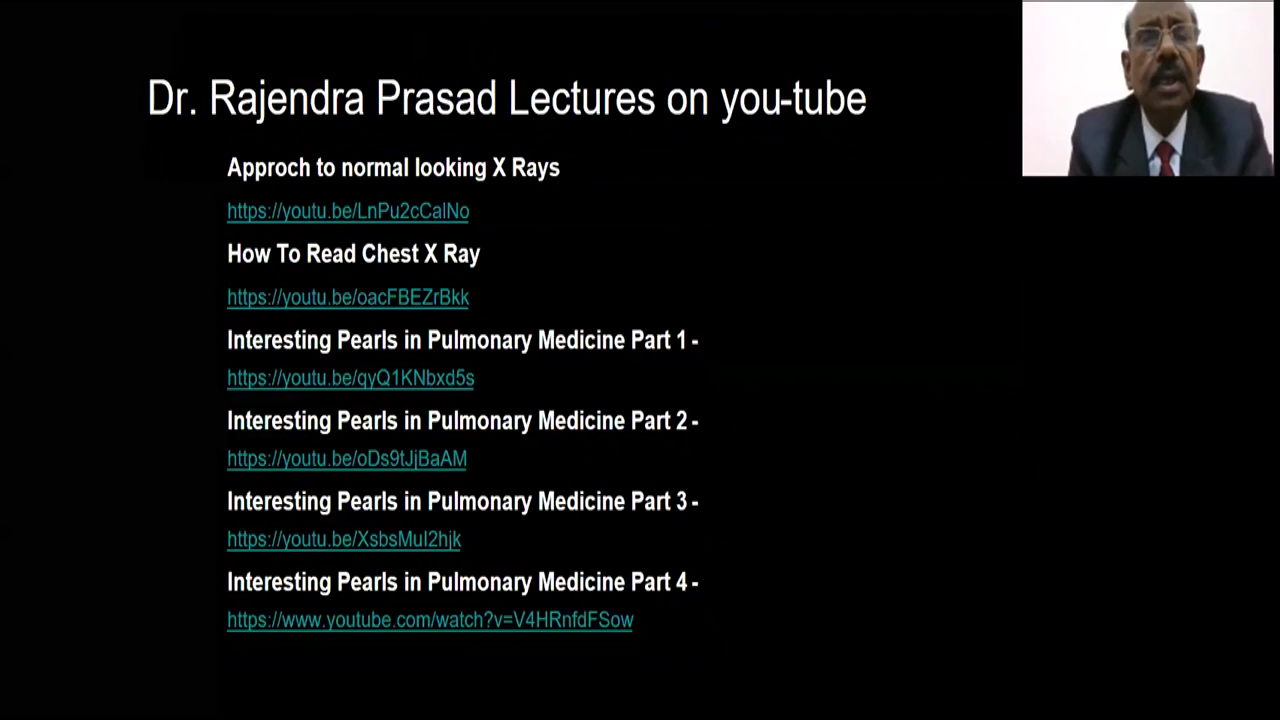 Dr. Rajendra Prasad Lectures on you-tube
Approch to normal looking X Rays
https://youtu.be/LnPu2cCalNo
How To Read Chest X Ray
https://youtu.be/oacFBEZrBkk
Interesting Pearls in Pulmonary Medicine Part 1 -
https://youtu.be/qyQ1KNbxd5s
Interesting Pearls in Pulmonary Medicine Part 2 -
https://youtu.be/oDs9tJjBaAM
Interesting Pearls in Pulmonary Medicine Part 3 -
https://youtu.be/XsbsMuI2hjk
Interesting Pearls in Pulmonary Medicine Part 4 -
https://www.youtube.com/watch?v=V4HRnfdFSow